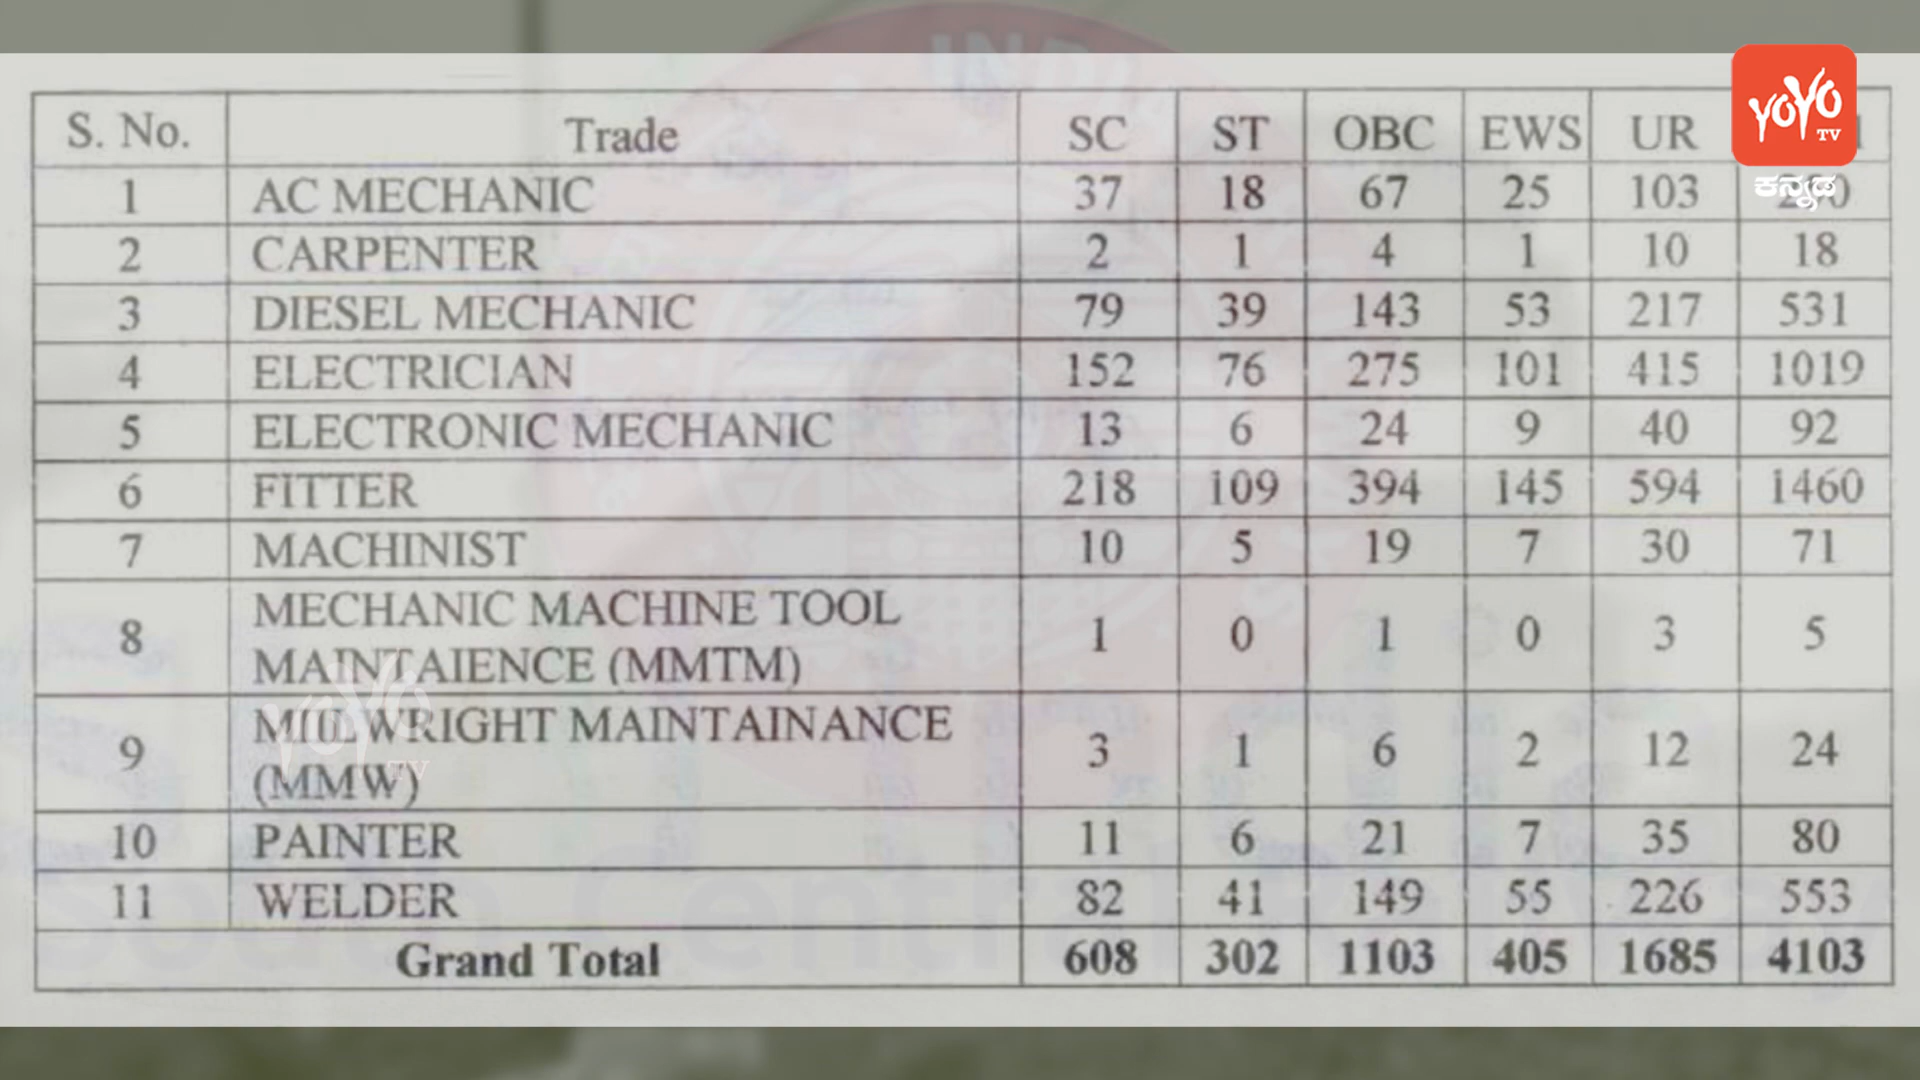 S. No. Trade SC ST OBC EWS UR
1 AC MECHANIC 37 18 67 25 103
2 CARPENTER 2 1 4 1 10 18
3 DIESEL MECHANIC 79 39 143 53 217 531
4 ELECTRICIAN 152 76 275 101 415 1019
5 ELECTRONIC MECHANIC 13 6 24 9 40 92
6 FITTER 218 109 394 145 594 1460
7 MACHINIST 10 5 19 7 30 71
8 MECHANIC MACHINE TOOL
MAINTAIENCE (MMTM) 1 0 1 0 3 5
9 MIILWRIGHT MAINTAINANCE
(MMW) 3 1 6 2 12 24
10 PAINTER 11 6 21 7 35 80
11 WELDER 82 41 149 55 226 553
Grand Total 608 302 1103 405 1685 4103
YOYO
TV
ಕನ್ನಡ
YOYO
TV
South Central Railway